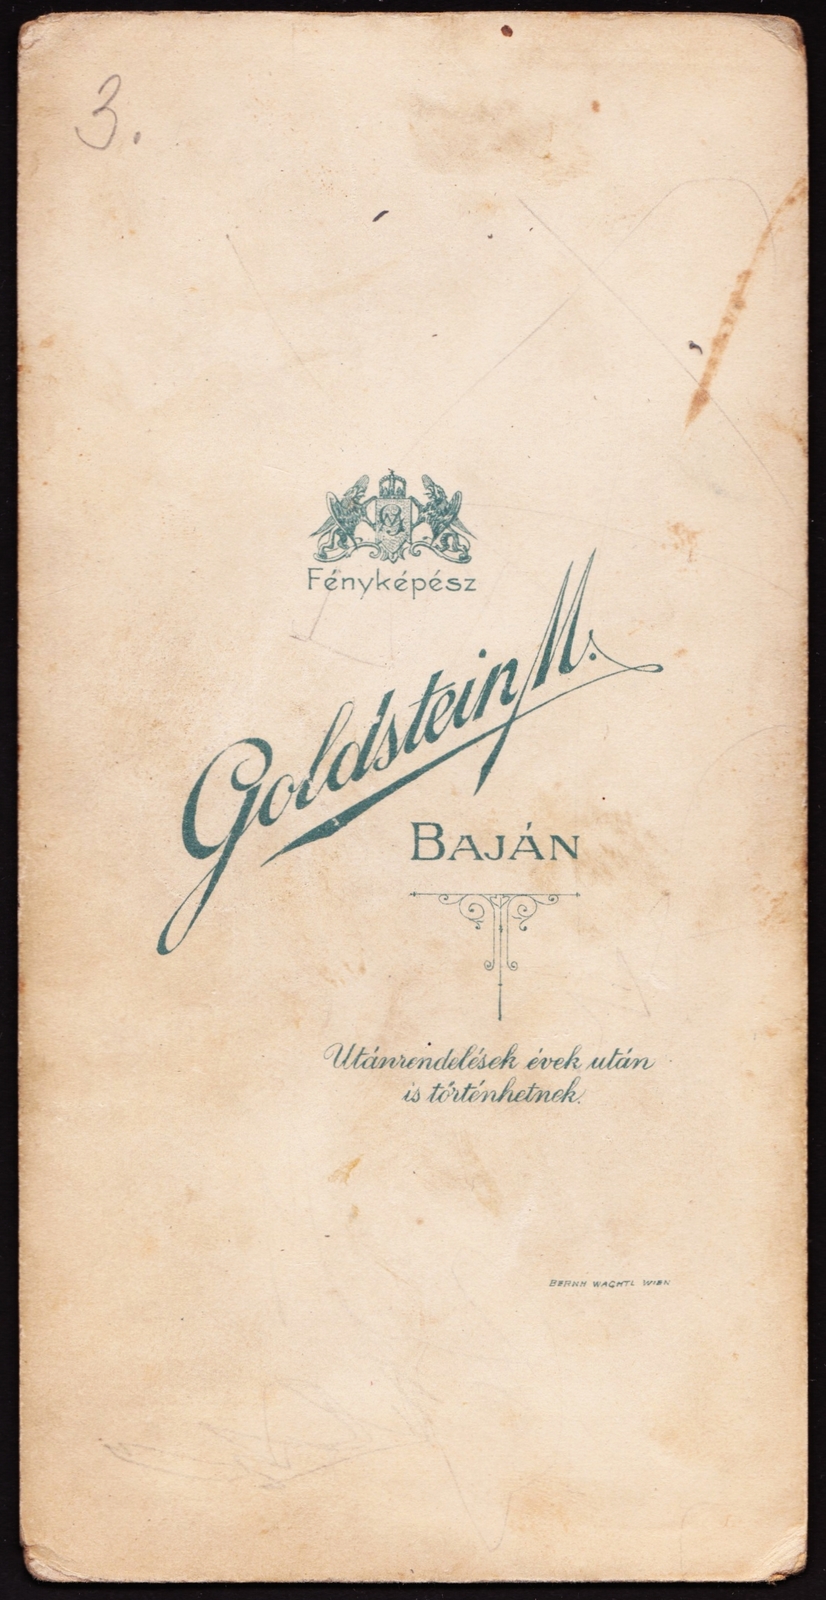 3.
Fényképész
Goldstein M.
BAJÁN
Utánrendelések évek után
is történhetnek.
BERNH WACHTL WIEN